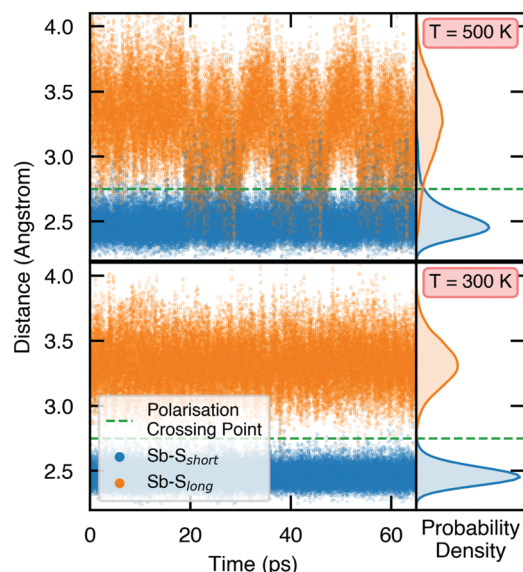 4.0
T = 500 K
3.5
3.0
2.5
Distance (Angstrom)
4.0
T = 300 K
3.5
3.0
2.5
Polarisation
Crossing Point
Sb-Sshort
Sb-Slong
0
20
40
60
Time (ps)
Probability
Density